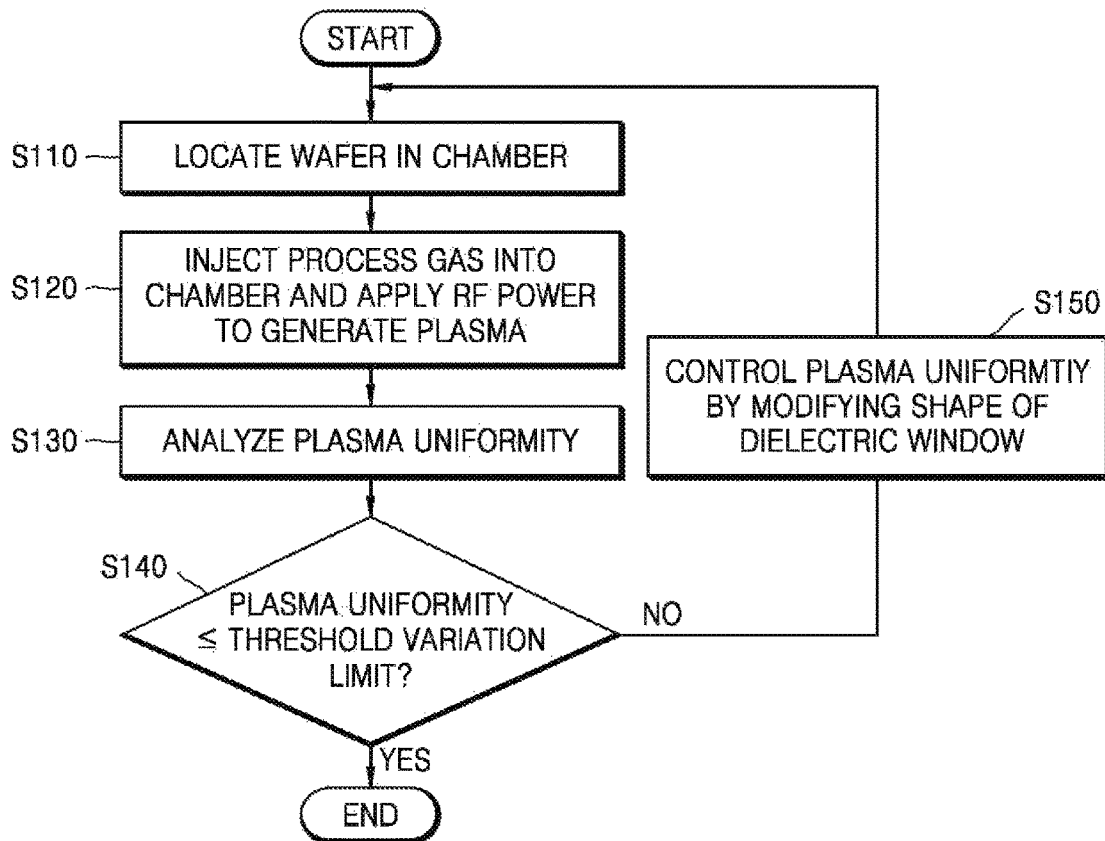 START
S110
LOCATE WAFER IN CHAMBER
S120
INJECT PROCESS GAS INTO
CHAMBER AND APPLY RF POWER
TO GENERATE PLASMA
S150
CONTROL PLASMA UNIFORMTIY
BY MODIFYING SHAPE OF
DIELECTRIC WINDOW
S130
ANALYZE PLASMA UNIFORMITY
S140
PLASMA UNIFORMITY
≦ THRESHOLD VARIATION
LIMIT?
NO
YES
END